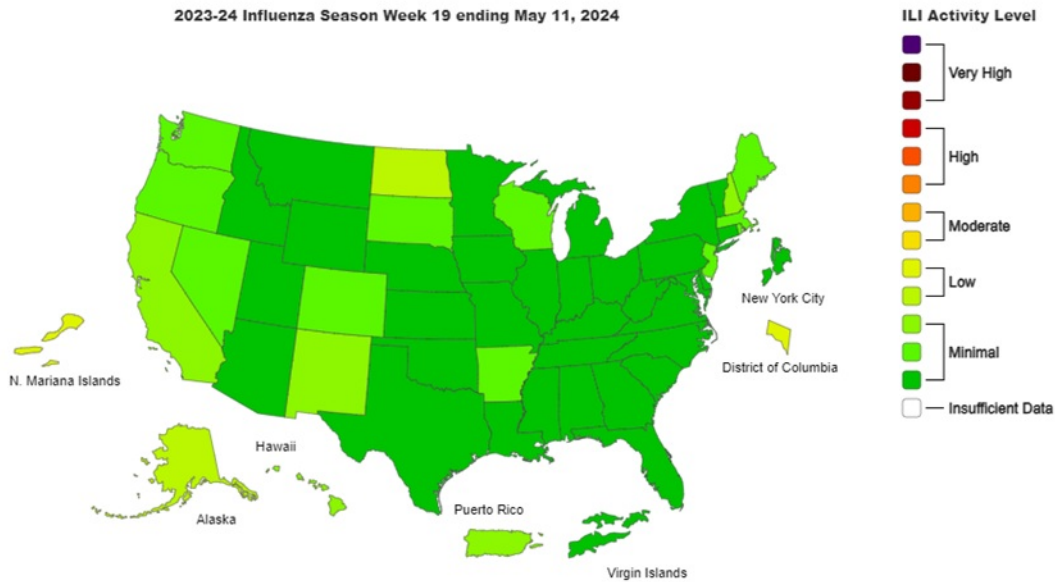 2023-24 Influenza Season Week 19 ending May 11, 2024
ILI Activity Level
Very High
High
Moderate
Low
Minimal
Insufficient Data
New York City
District of Columbia
N. Mariana Islands
Hawaii
Alaska
Puerto Rico
Virgin Islands